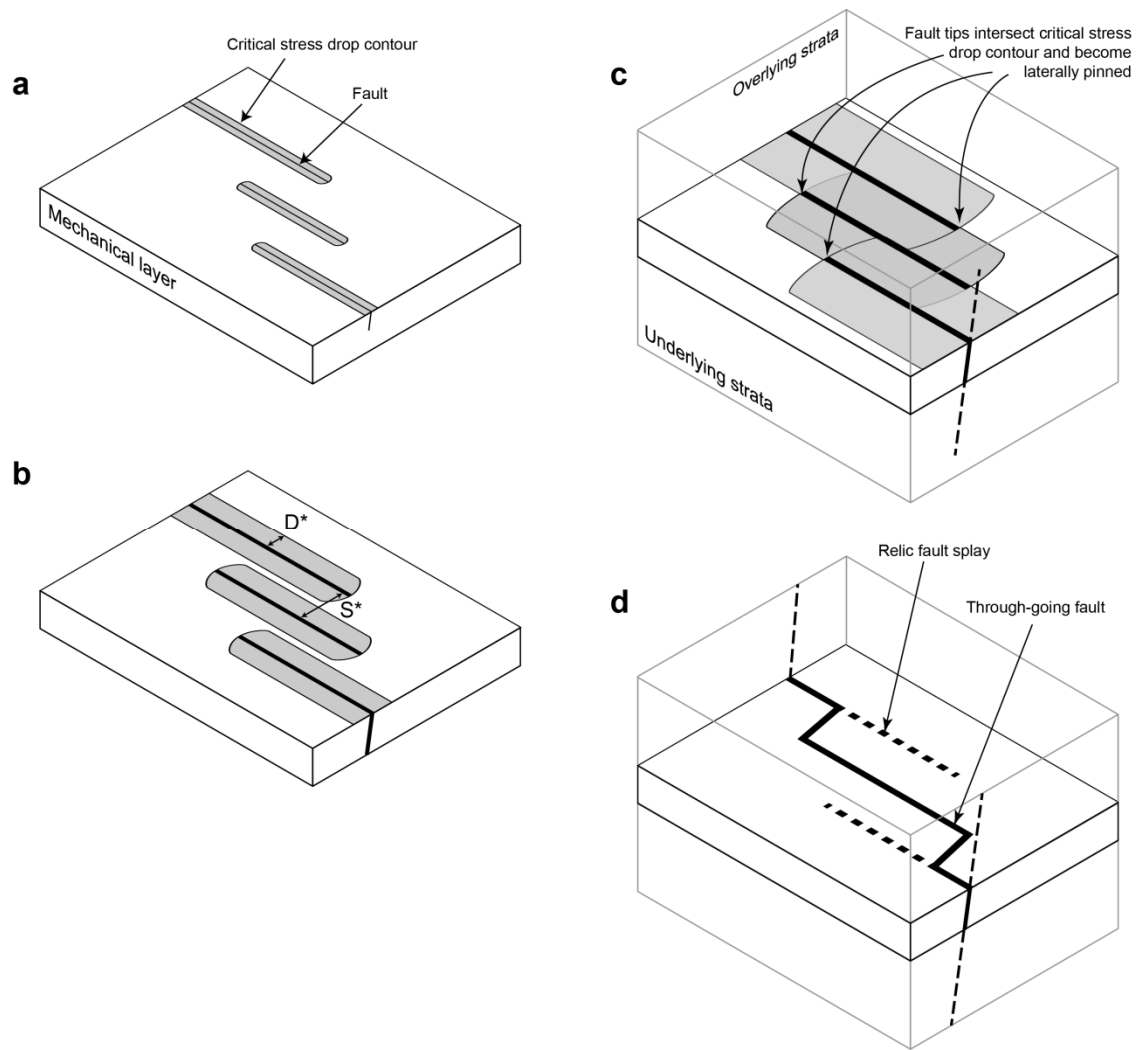 a
Critical stress drop contour
Fault
Mechanical layer
b
D*
S*
c
Overlying strata
Fault tips intersect critical stress
drop contour and become
laterally pinned
Underlying strata
d
Relic fault splay
Through-going fault